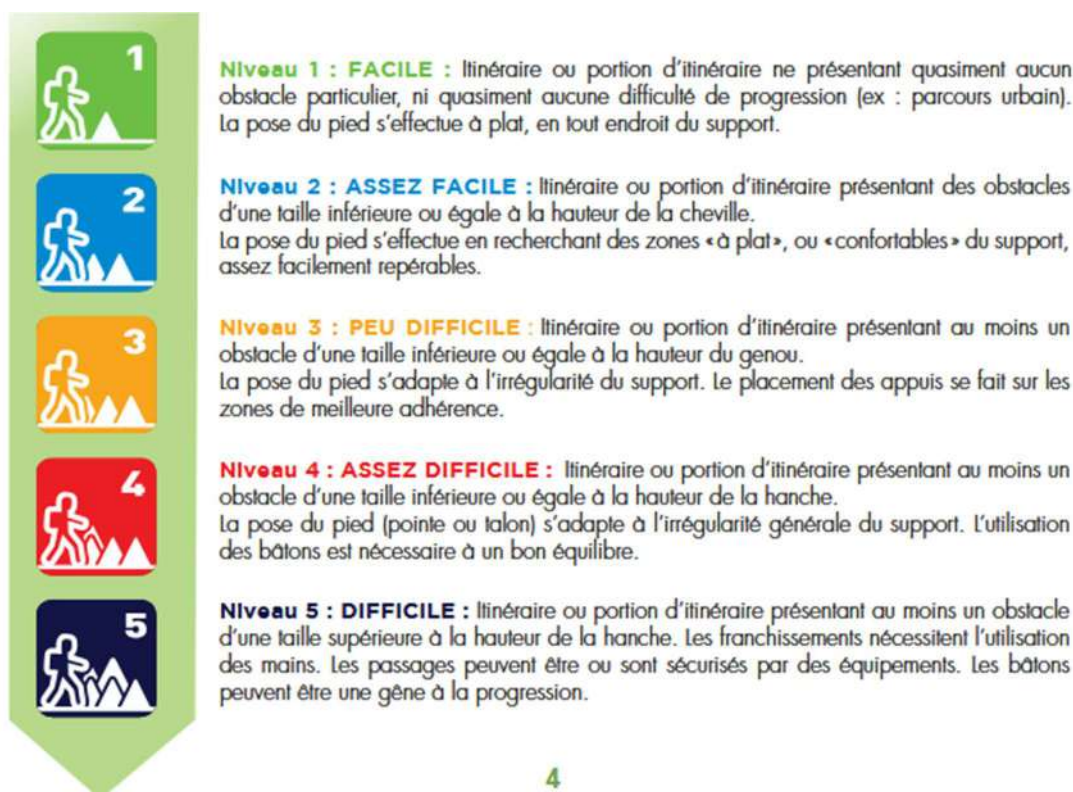 1
Niveau 1 : FACILE : Itinéraire ou portion d'itinéraire ne présentant quasiment aucun
obstacle particulier, ni quasiment aucune difficulté de progression (ex : parcours urbain).
La pose du pied s'effectue à plat, en tout endroit du support.
2
Niveau 2 : ASSEZ FACILE : Itinéraire ou portion d'itinéraire présentant des obstacles
d'une taille inférieure ou égale à la hauteur de la cheville.
La pose du pied s'effectue en recherchant des zones «à plat», ou «confortables» du support,
assez facilement repérables.
3
Niveau 3 : PEU DIFFICILE : Itinéraire ou portion d'itinéraire présentant au moins un
obstacle d'une taille inférieure ou égale à la hauteur du genou.
La pose du pied s'adapte à l'irrégularité du support. Le placement des appuis se fait sur les
zones de meilleure adhérence.
4
Niveau 4 : ASSEZ DIFFICILE : Itinéraire ou portion d'itinéraire présentant au moins un
obstacle d'une taille inférieure ou égale à la hauteur de la hanche.
La pose du pied (pointe ou talon) s'adapte à l'irrégularité générale du support. L'utilisation
des bâtons est nécessaire à un bon équilibre.
5
Niveau 5 : DIFFICILE : Itinéraire ou portion d'itinéraire présentant au moins un obstacle
d'une taille supérieure à la hauteur de la hanche. Les franchissements nécessitent l'utilisation
des mains. Les passages peuvent être ou sont sécurisés par des équipements. Les bâtons
peuvent être une gêne à la progression.
4